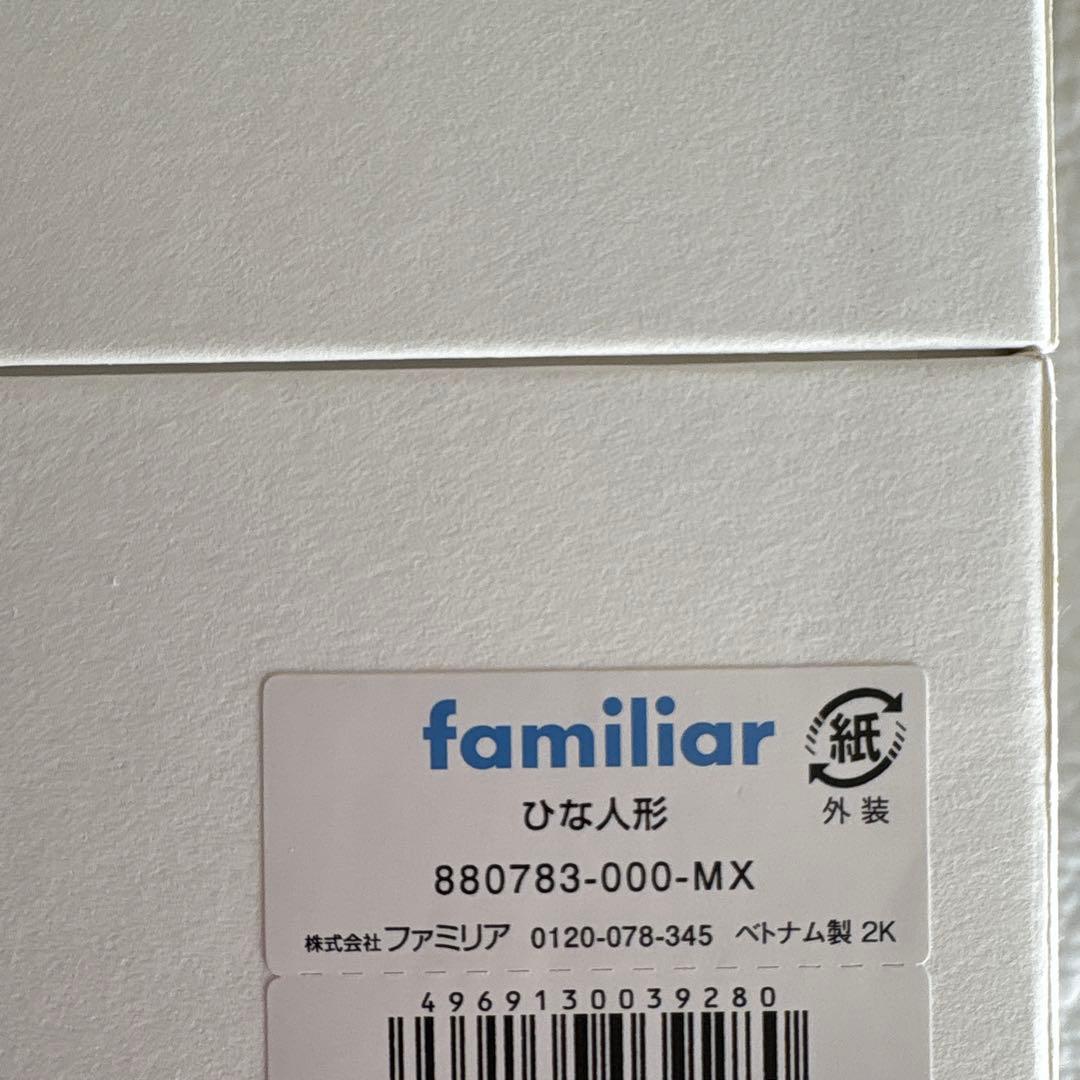 familiar
紙
外装
ひな人形
880783-000-MX
株式会社ファミリア 0120-078-345 ベトナム製 2K
4969130039280